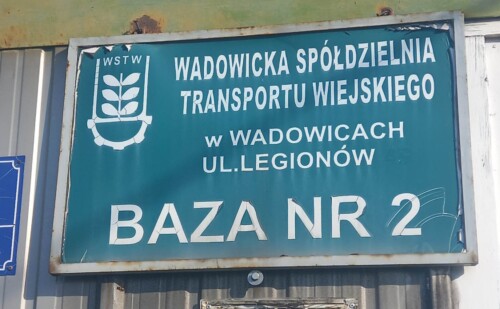 WSTW
WADOWICKA SPÓŁDZIELNIA
TRANSPORTU WIEJSKIEGO
w WADOWICACH
UL.LEGIONÓW
BAZA NR 2